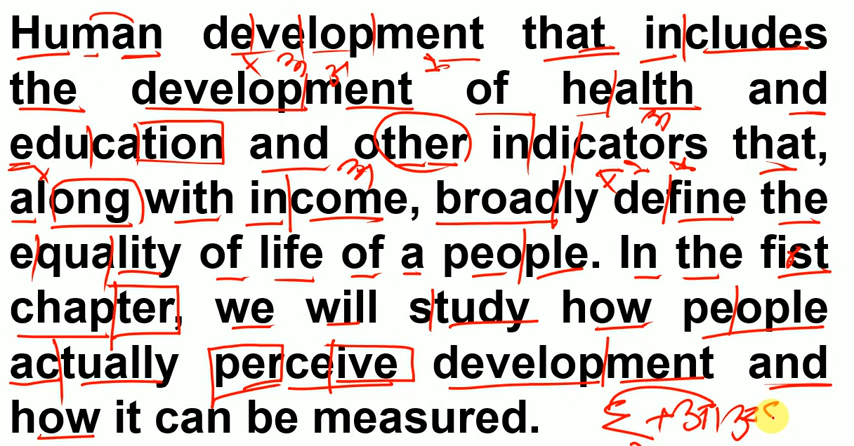 Human development that includes
the development of health and
education and other indicators that,
along with income, broadly define the
equality of life of a people. In the fist
chapter, we will study how people
actually perceive development and
how it can be measured.